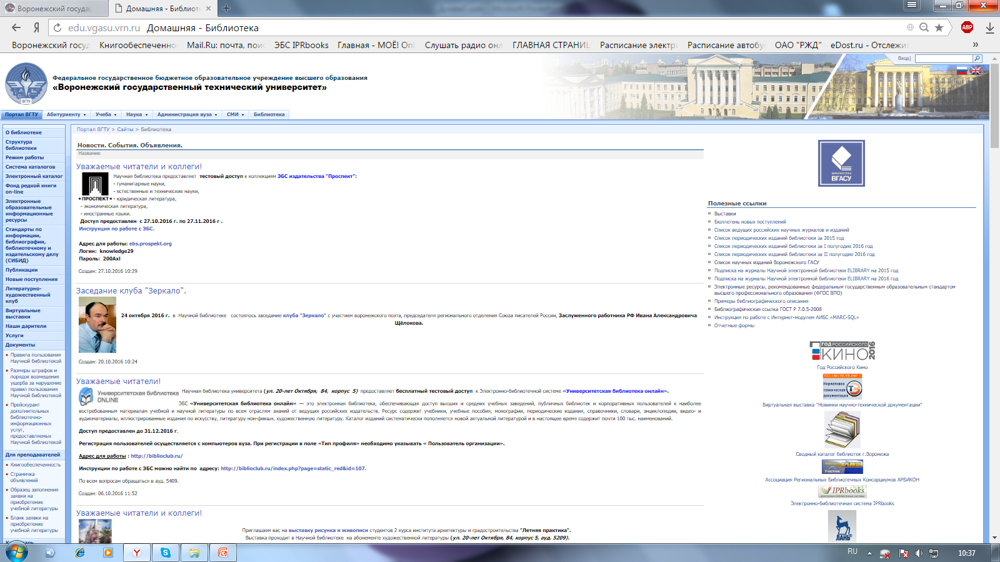 Воронежский государ
Домашняя - Библиот
edu.vgasu.vrn.ru Домашняя - Библиотека
ABP
Воронежский госуд
Книгообеспеченно
Mail.Ru: почта, пои
ЭБС IPRbooks
Главная - МОЁ! Onl
Слушать радио онл
ГЛАВНАЯ СТРАНИЦ
Расписание электри
Расписание автобу
ОАО "РЖД"
eDost.ru - Отслежи
Вход|
Федеральное государственное бюджетное образовательное учреждение высшего образования
«Воронежский государственный технический университет»
ВГТУ
Портал ВГТУ
Абитуриенту
Учеба
Наука
Администрация вуза
СМИ
Библиотека
О библиотеке
Структура
библиотеки
Режим работы
Система каталогов
Электронный каталог
Фонд редкой книги
on-line
Электронные
образовательные
информационные
ресурсы
Стандарты по
информации,
библиографии,
библиотечному и
издательскому делу
(СИБИД)
Публикации
Новые поступления
Литературно-
художественный
клуб
Виртуальные
выставки
Наши дарители
Услуги
Документы
Правила пользования
Научной библиотекой
Размеры штрафов и
порядок возмещения
ущерба за нарушение
правил пользования
Научной библиотекой
Прейскурант
дополнительных
библиотечно-
информационных
услуг,
предоставляемых
Научной библиотекой
Для преподавателей
Книгообеспеченность
Страничка
объявлений
Образец заполнения
заявки на
приобретение
учебной литературы
Бланк заявки на
приобретение
учебной литературы
Портал ВГТУ > Сайты > Библиотека
Новости. События. Объявления.
Название
Уважаемые читатели и коллеги!
ПРОСПЕКТ
Научная библиотека предоставляет тестовый доступ к коллекциям ЭБС издательства "Проспект":
- гуманитарные науки,
- естественные и технические науки,
- юридическая литература,
- экономическая литература,
- иностранные языки.
Доступ предоставлен с 27.10.2016 г. по 27.11.2016 г .
Инструкция по работе с ЭБС.
Адрес для работы: ebs.prospekt.org
Логин: knowledge29
Пароль: 200Axl
Создан: 27.10.2016 10:29
Заседание клуба "Зеркало".
24 октября 2016 г. в Научной библиотеке состоялось заседание клуба "Зеркало" с участием воронежского поэта, председателя регионального отделения Союза писателей России, Заслуженного работника РФ Ивана Александровича
Щёлокова.
Создан: 20.10.2016 10:24
Уважаемые читатели!
Университетская библиотека
ONLINE
Научная библиотека университета (ул. 20-лет Октября, 84, корпус 5) предоставляет бесплатный тестовый доступ к Электронно-библиотечной системе «Университетская библиотека онлайн».
ЭБС «Университетская библиотека онлайн» — это электронная библиотека, обеспечивающая доступ высших и средних учебных заведений, публичных библиотек и корпоративных пользователей к наиболее
востребованным материалам учебной и научной литературы по всем отраслям знаний от ведущих российских издательств. Ресурс содержит учебники, учебные пособия, монографии, периодические издания, справочники, словари, энциклопедии, видео- и
аудиоматериалы, иллюстрированные издания по искусству, литературу нон-фикшн, художественную литературу. Каталог изданий систематически пополняется новой актуальной литературой и в настоящее время содержит почти 100 тыс. наименований.
Доступ предоставлен до 31.12.2016 г.
Регистрация пользователей осуществляется с компьютеров вуза. При регистрации в поле «Тип профиля» необходимо указывать « Пользователь организации».
Адрес для работы : http://biblioclub.ru/
Инструкции по работе с ЭБС можно найти по адресу: http://biblioclub.ru/index.php?page=static_red&id=107.
По всем вопросам обращаться в ауд. 5409.
Создан: 06.10.2016 11:52
Уважаемые читатели и коллеги!
Приглашаем вас на выставку рисунка и живописи студентов 2 курса института архитектуры и градостроительства "Летняя практика".
Выставка проходит в Научной библиотеке на абонементе художественной литературы (ул. 20-лет Октября, 84, корпус 5, ауд. 5209).
БИБЛИОТЕКА
ВГАСУ
Полезные ссылки
Выставки
Бюллетень новых поступлений
Список ведущих российских научных журналов и изданий
Список периодических изданий библиотеки за 2015 год
Список периодических изданий библиотеки за I полугодие 2016 год
Список периодических изданий библиотеки за II полугодие 2016 год
Список научных изданий Воронежского ГАСУ
Подписка на журналы Научной электронной библиотеки ELIBRARY на 2015 год
Подписка на журналы Научной электронной библиотеки ELIBRARY на 2016 год
Электронные ресурсы, рекомендованные федеральным государственным образовательным стандартом
высшего профессионального образования (ФГОС ВПО)
Примеры библиографического описания
Библиографическая ссылка ГОСТ Р 7.0.5-2008
Инструкция по работе с Интернет-модулем АИБС «MARC-SQL»
Отчетные формы
ГОД РОССИЙСКОГО
КИНО 2016
Год Российского Кино
Нормативно
техническая
документация
Виртуальная выставка "Новинки научно-технической документации"
Сводный каталог библиотек г.Воронежа
АРБИКОН
Участник
Ассоциация Региональных Библиотечных Консорциумов АРБИКОН
IPRbooks
Электронно-библиотечная система IPRbooks
ЛАНЬ
RU
10:37